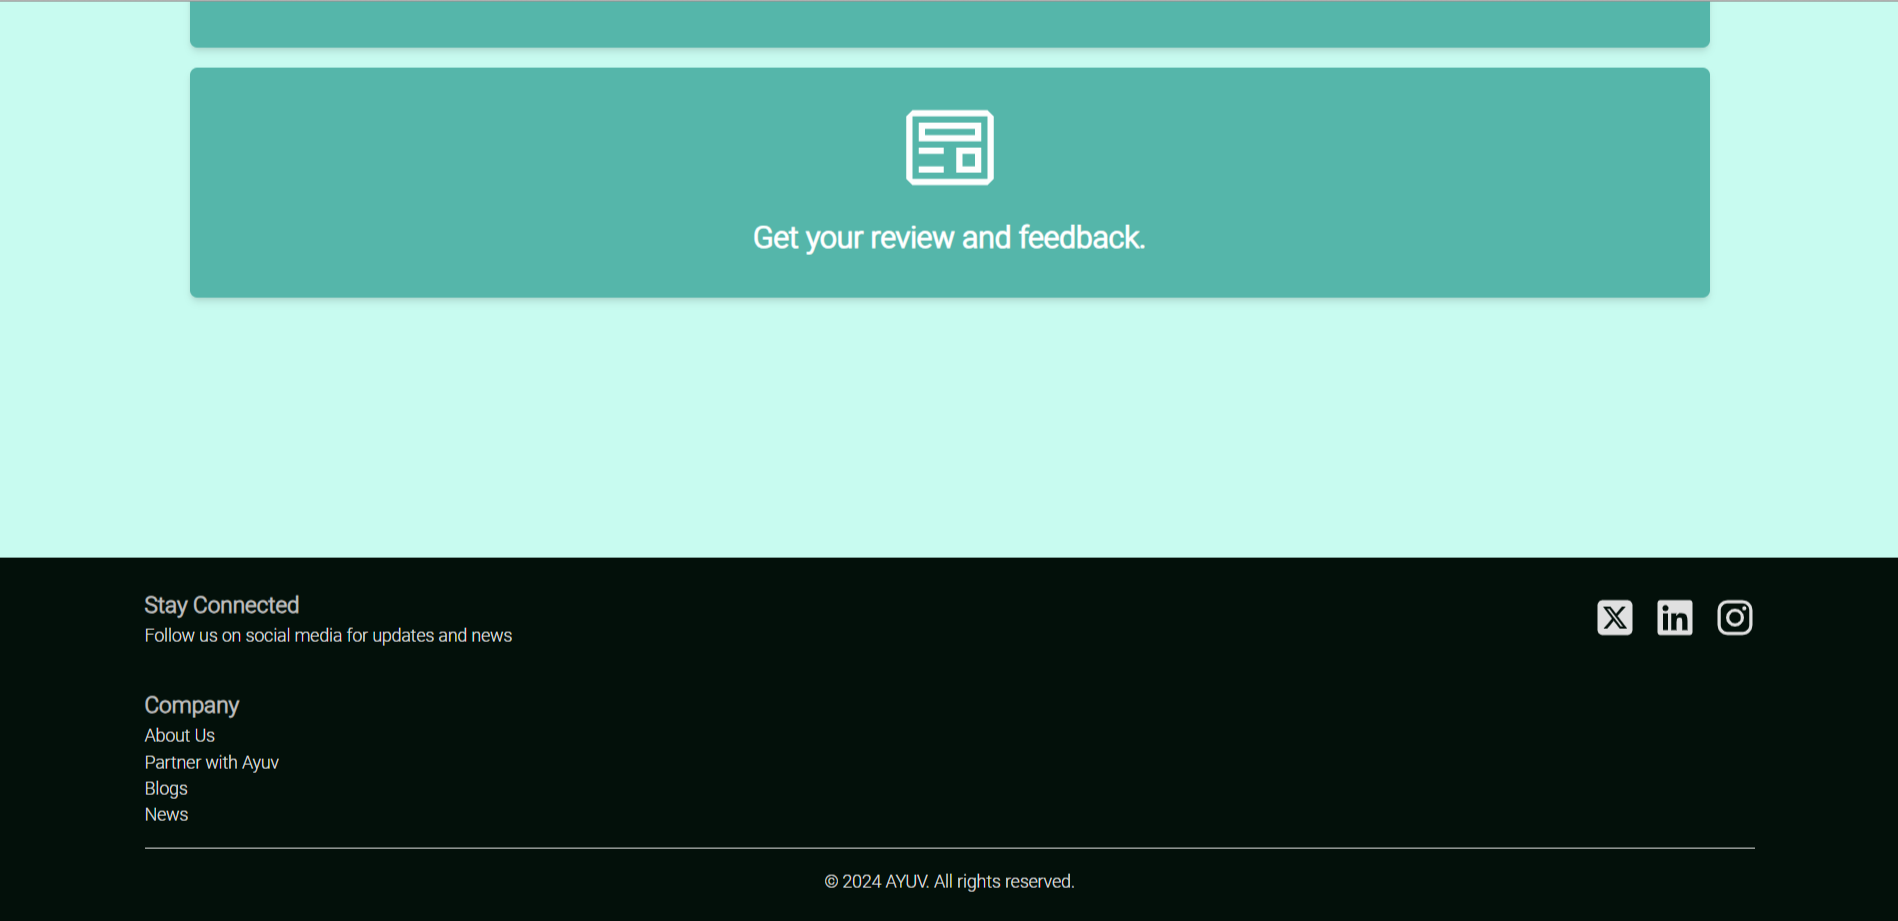 Get your review and feedback.
Stay Connected
Follow us on social media for updates and news
Company
About Us
Partner with Ayuv
Blogs
News
© 2024 AYUV. All rights reserved.